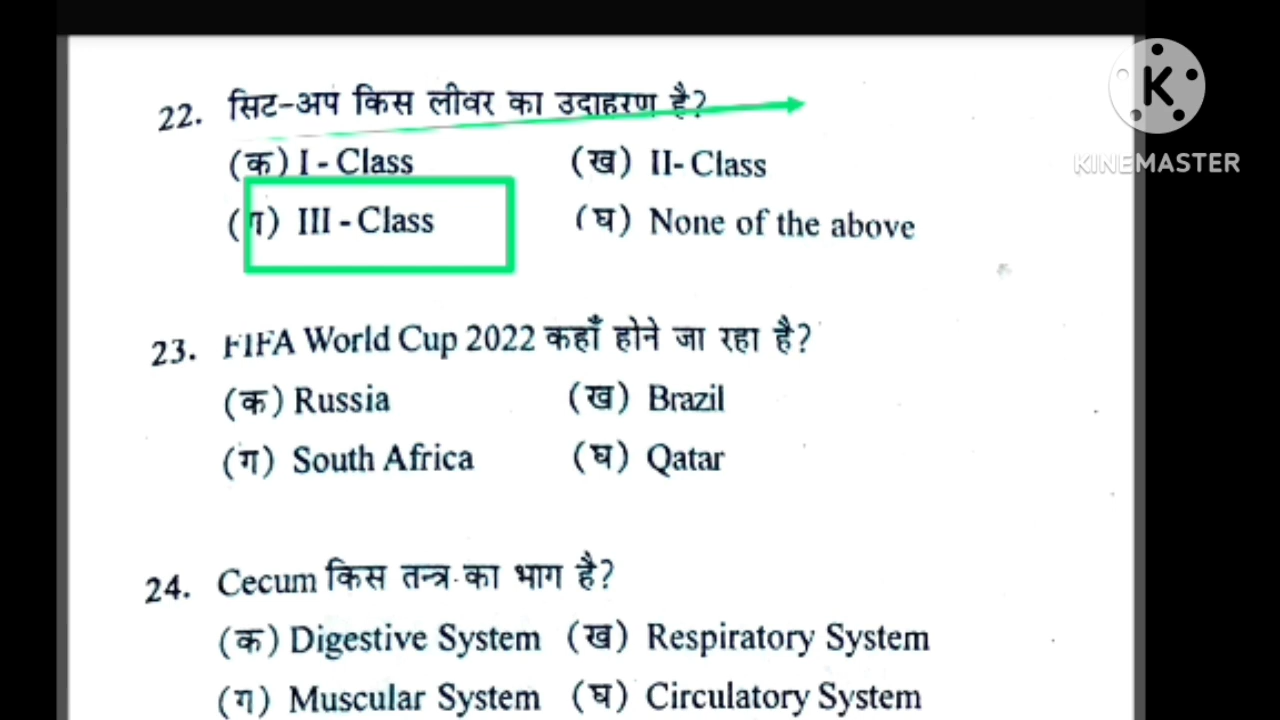 22. सिट-अप किस लीवर का उदाहरण है?
(क) I - Class (ख) II- Class
(ग) III - Class (घ) None of the above
23. FIFA World Cup 2022 कहाँ होने जा रहा है?
(क) Russia (ख) Brazil
(ग) South Africa (घ) Qatar
24. Cecum किस तन्त्र का भाग है?
(क) Digestive System (ख) Respiratory System
(ग) Muscular System (घ) Circulatory System
K
KINEMASTER